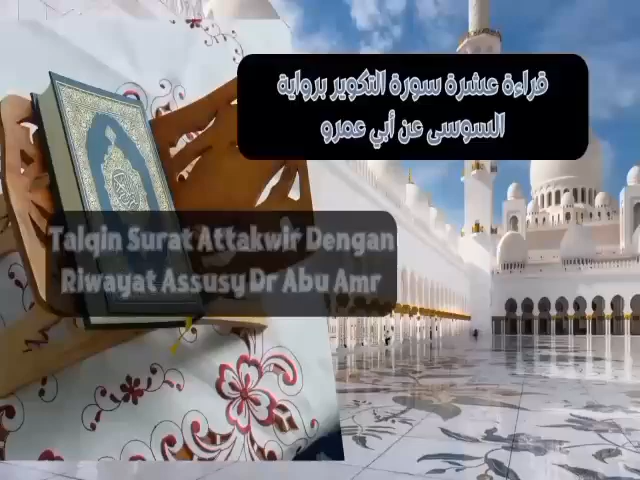 قراءة عشرة سورة التكوير برواية
السوسى عن أبي عمرو
Talqin Surat Attakwir Dengan
Riwayat Assusy Dr Abu Amr